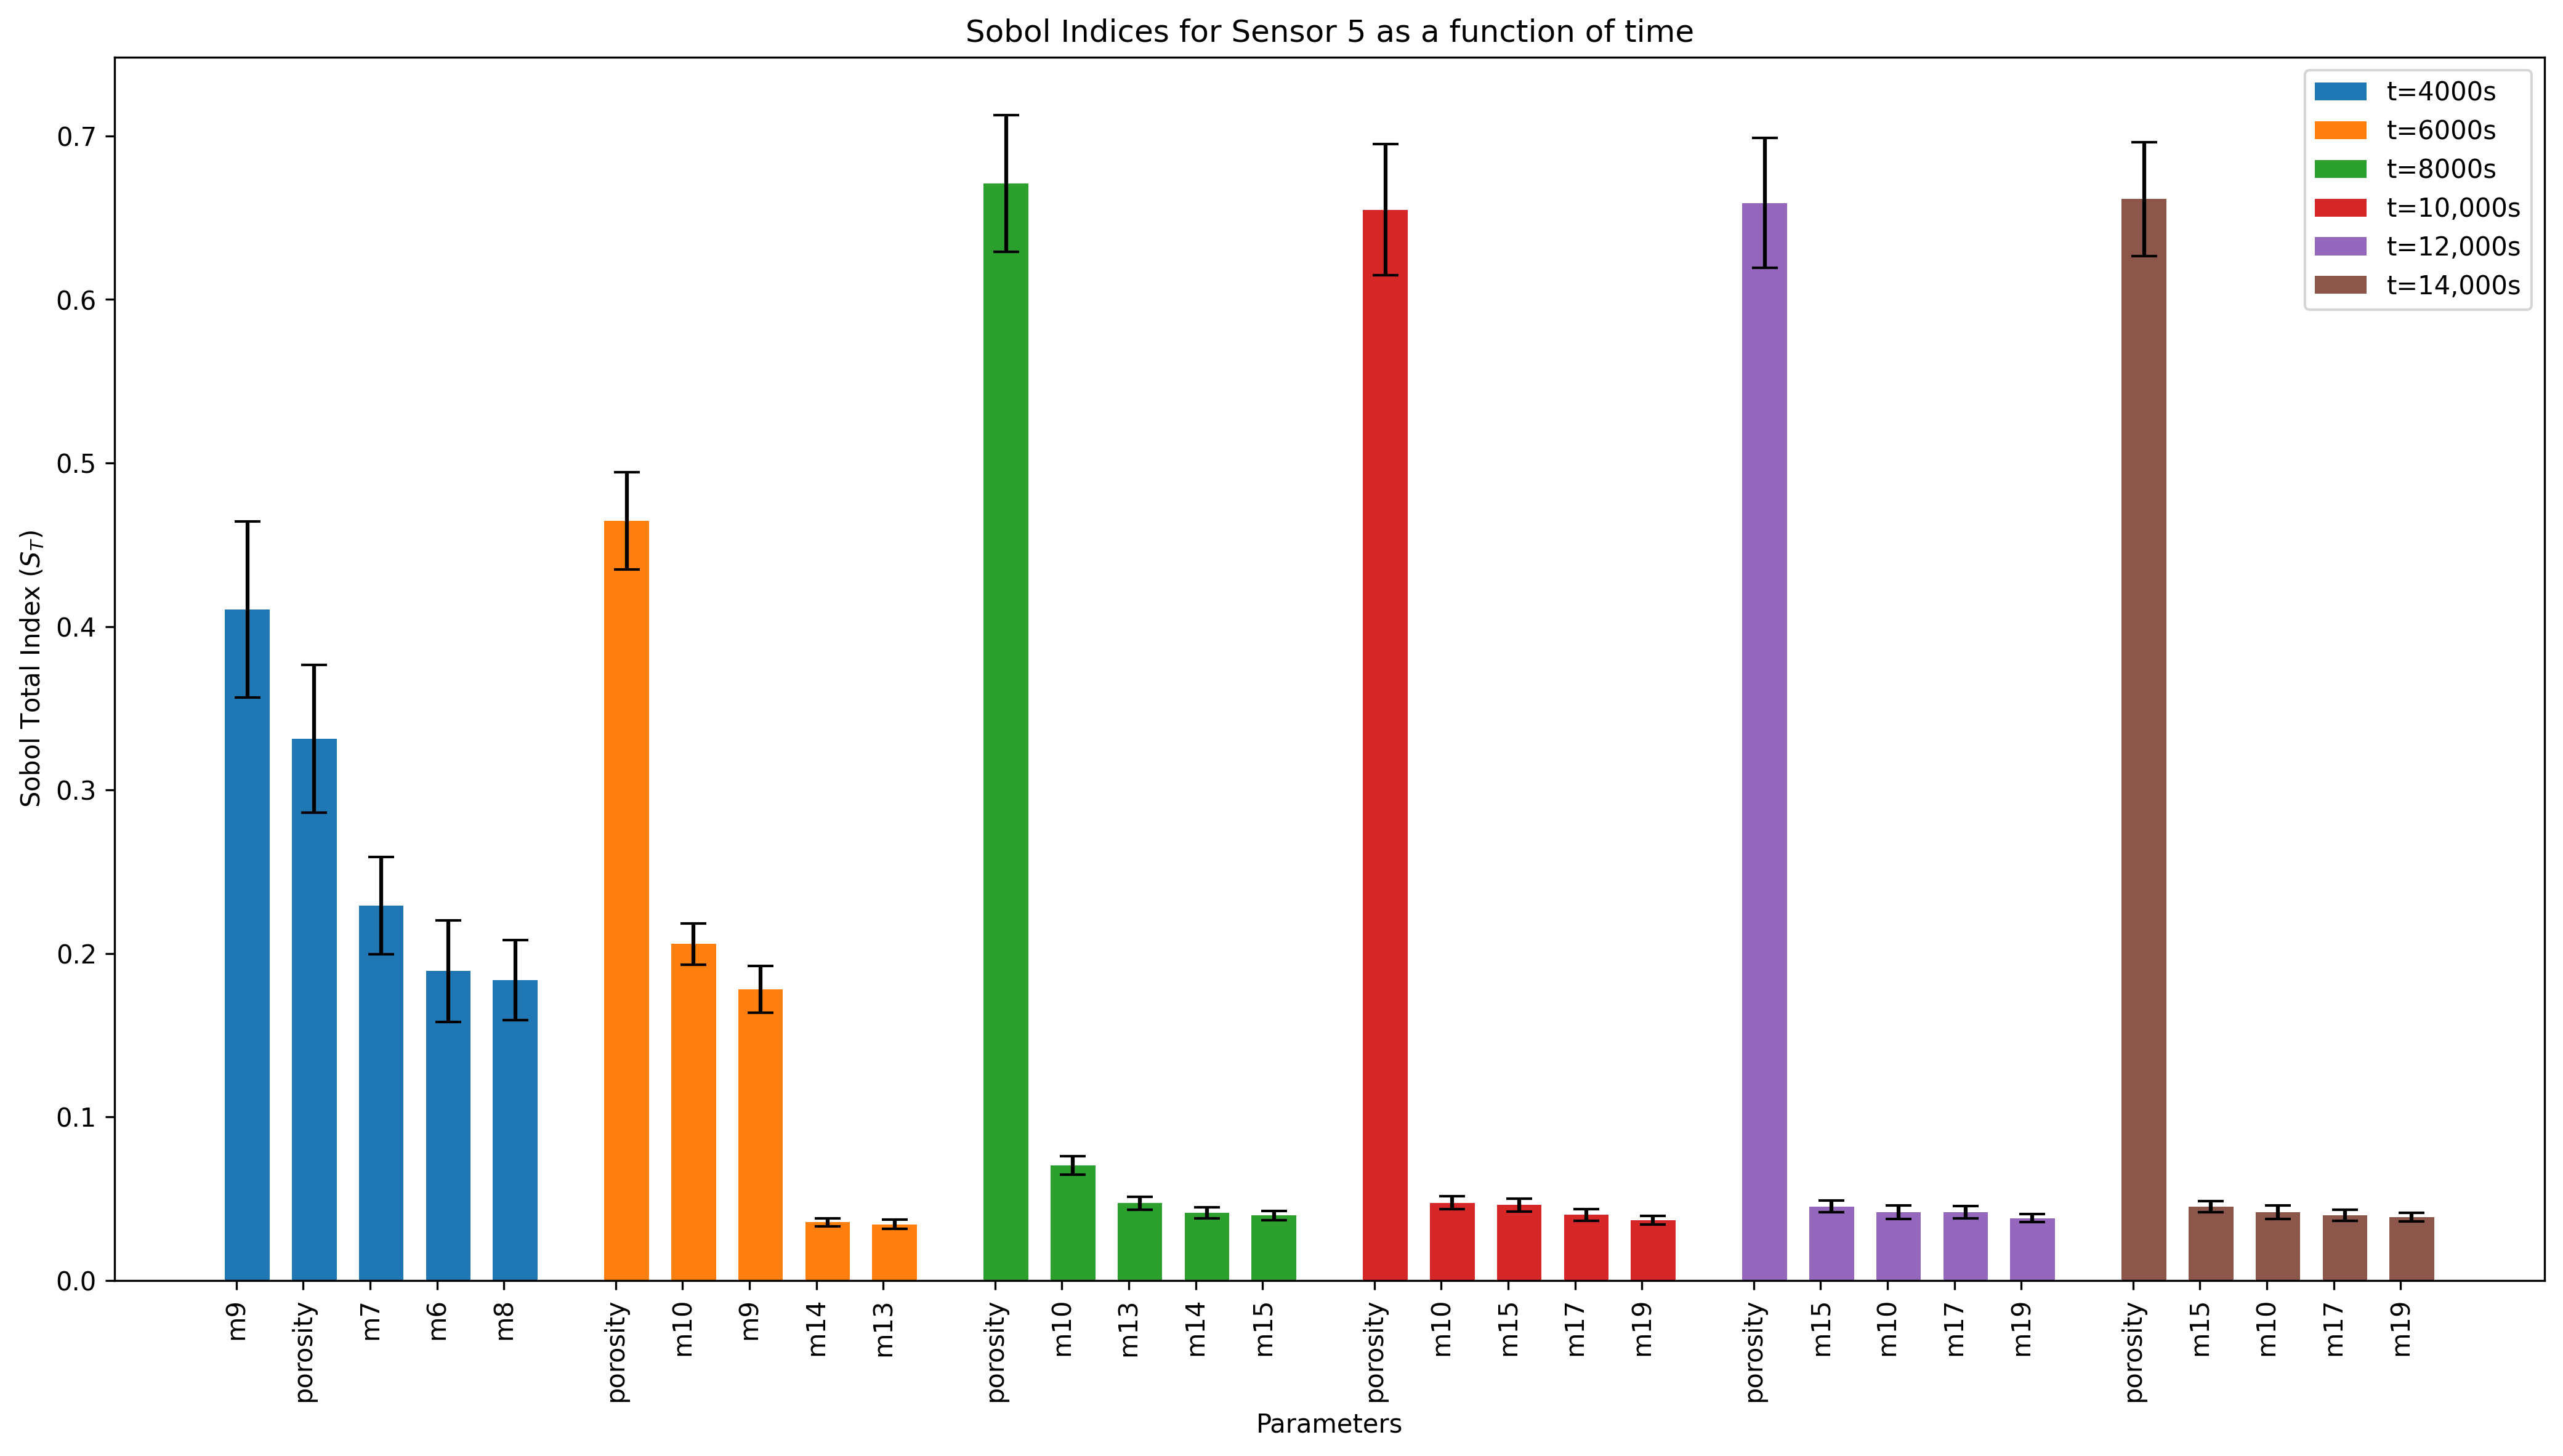 Sobol Indices for Sensor 5 as a function of time
t=4000s
t=6000s
t=8000s
t=10,000s
t=12,000s
t=14,000s
Sobol Total Index (S_T)
0.7
0.6
0.5
0.4
0.3
0.2
0.1
0.0
m9
porosity
m7
m6
m8
porosity
m10
m9
m14
m13
porosity
m10
m13
m14
m15
porosity
m10
m15
m17
m19
porosity
m15
m10
m17
m19
porosity
m15
m10
m17
m19
Parameters